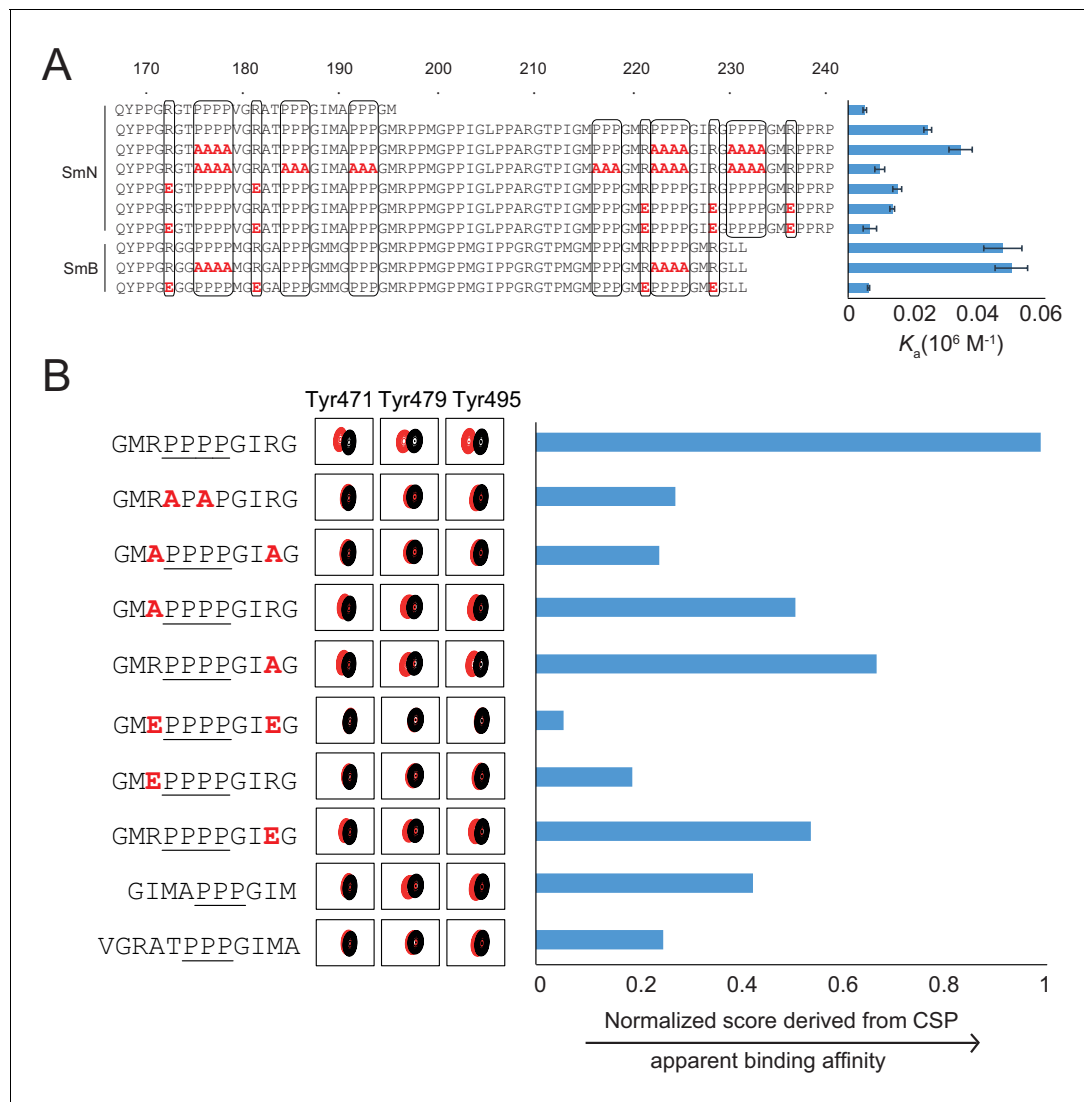 A
170 180 190 200 210 220 230 240
QYPPGRGTPPPPVGRATPPPGIMAPPPGM
QYPPGRGTPPPPVGRATPPPGIMAPPPGMRPPMGPPIGLPPARGTPIGMPPPGMRPPPPGIRGPPPPGMRPPRP
QYPPGRGTAAAAVGRATPPPGIMAPPPGMRPPMGPPIGLPPARGTPIGMPPPGMRAAAAGIRGAAAAGMRPPRP
SmN QYPPGRGTAAAAVGRATAAAGIMAAAAGMRPPMGPPIGLPPARGTPIGMAAAGMRAAAAGIRGAAAAGMRPPRP
QYPPGEGTPPPPVGEATPPPGIMAPPPGMRPPMGPPIGLPPARGTPIGMPPPGMRPPPPGIRGPPPPGMRPPRP
QYPPGRGTPPPPVGRATPPPGIMAPPPGMRPPMGPPIGLPPARGTPIGMPPPGMEPPPPGIEGPPPPGMEPPRP
QYPPGEGTPPPPVGEATPPPGIMAPPPGMRPPMGPPIGLPPARGTPIGMPPPGMEPPPPGIEGPPPPGMEPPRP
QYPPGRGGPPPPMGRGAPPPGMMGPPPGMRPPMGPPMGIPPGRGTPMGMPPPGMRPPPPGMRGLL
SmB QYPPGRGGAAAAMGRGAPPPGMMGPPPGMRPPMGPPMGIPPGRGTPMGMPPPGMRAAAAGMRGLL
QYPPGEGGPPPPMGEGAPPPGMMGPPPGMRPPMGPPMGIPPGRGTPMGMPPPGMEPPPPGMEGLL
0 0.02 0.04 0.06
Ka(10⁶ M⁻¹)
B
Tyr471 Tyr479 Tyr495
GMRPPPPGIRG
GMRAPAPGIRG
GMAPPPPGIAG
GMAPPPPGIRG
GMRPPPPGIAG
GMEPPPPGIEG
GMEPPPPGIRG
GMRPPPPGIEG
GIMAPPPGIM
VGRATPPPGIMA
0 0.2 0.4 0.6 0.8 1
Normalized score derived from CSP
apparent binding affinity